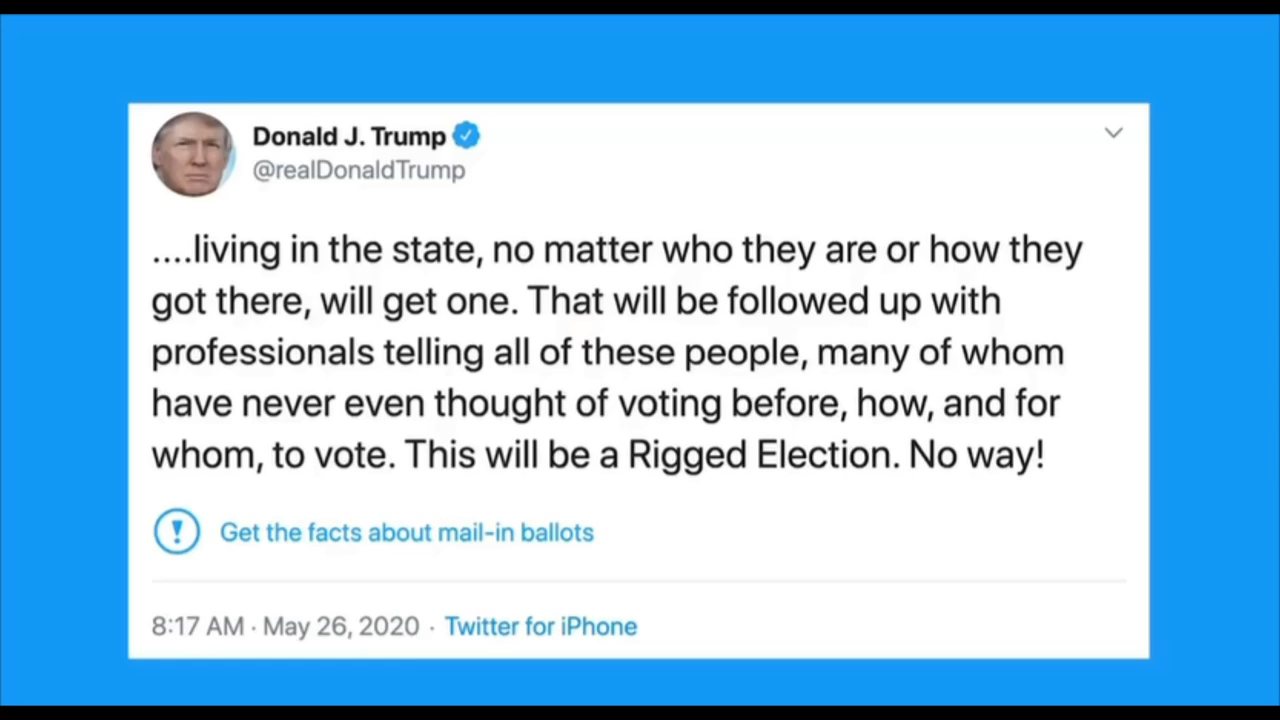 Donald J. Trump
@realDonaldTrump
....living in the state, no matter who they are or how they
got there, will get one. That will be followed up with
professionals telling all of these people, many of whom
have never even thought of voting before, how, and for
whom, to vote. This will be a Rigged Election. No way!
Get the facts about mail-in ballots
8:17 AM · May 26, 2020 · Twitter for iPhone